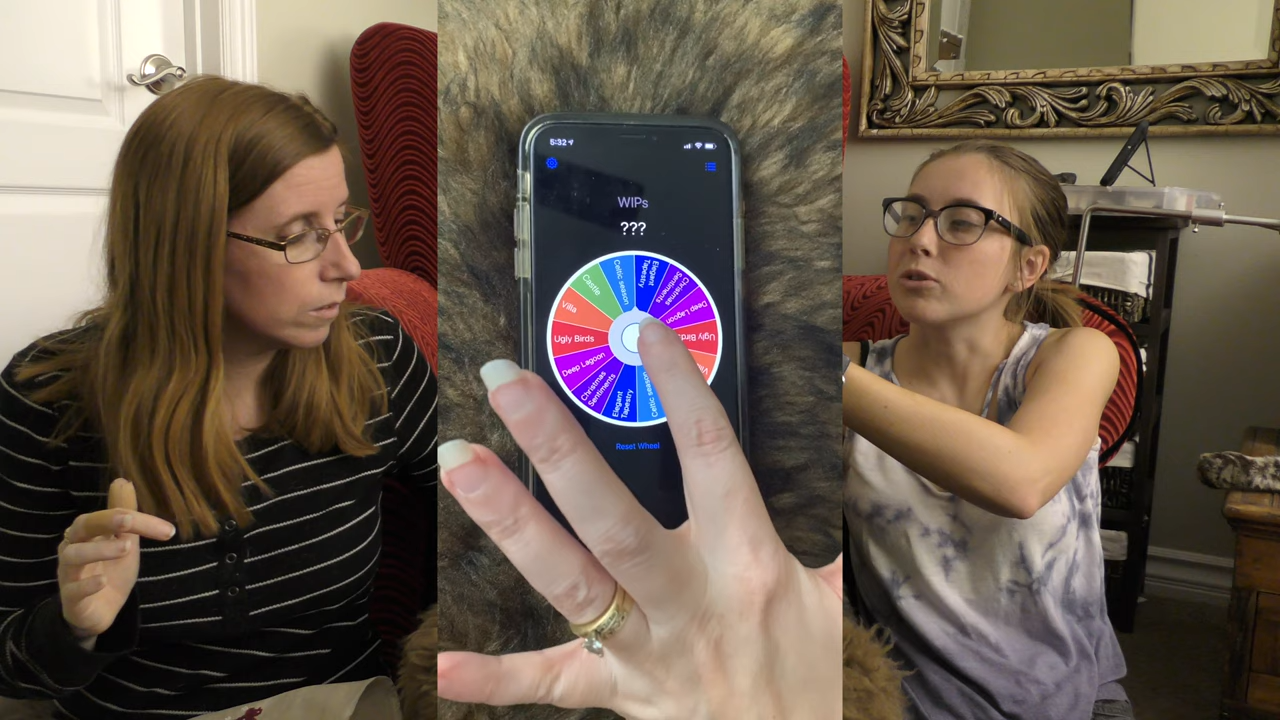 5:32
WIPs
???
Castle
Celtic season
Elegant
Tapestry
Christmas
Sentiments
Deep Lagoon
Ugly Birds
Villa
Ugly Birds
Deep Lagoon
Christmas
Sentiments
Elegant
Tapestry
Celtic season
Reset Wheel